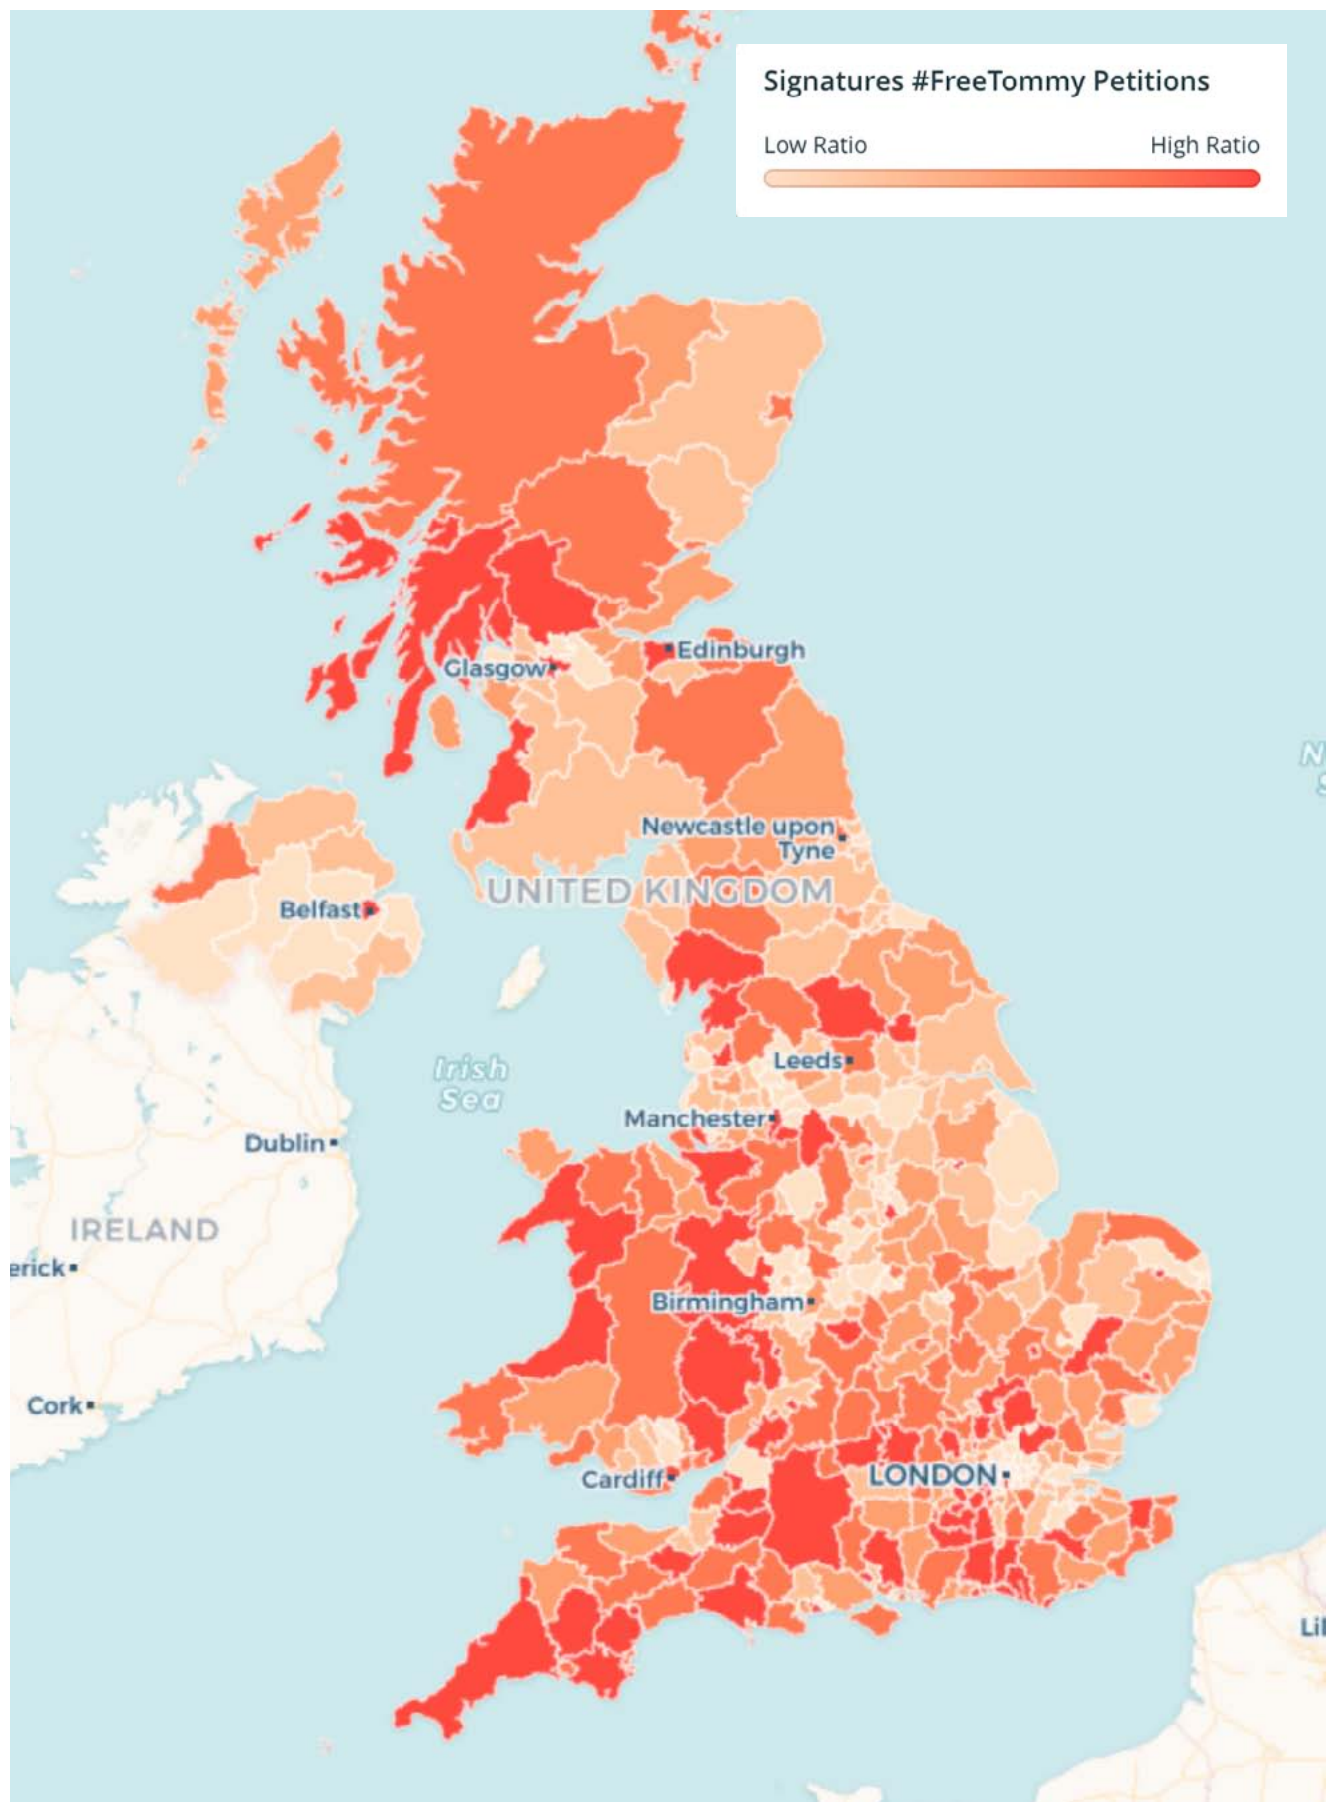 Signatures #FreeTommy Petitions
Low Ratio
High Ratio
Edinburgh
Glasgow
N
S
Newcastle upon
Tyne
UNITED KINGDOM
Belfast
Irish
Sea
Leeds
Manchester
Dublin
IRELAND
erick
Birmingham
Cork
LONDON
Cardiff
Lil